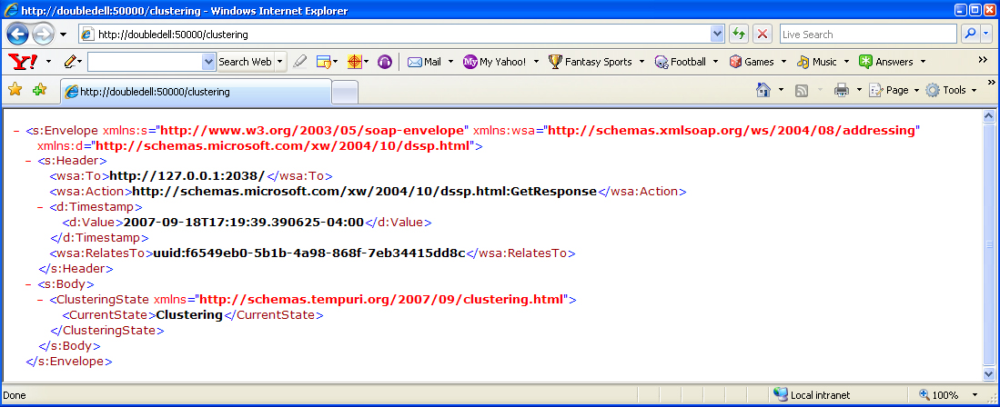 http://doubledell:50000/clustering - Windows Internet Explorer
http://doubledell:50000/clustering
Live Search
Y!
Search Web
Mail
My Yahoo!
Fantasy Sports
Football
Games
Music
Answers
http://doubledell:50000/clustering
Page
Tools
- <s:Envelope xmlns:s="http://www.w3.org/2003/05/soap-envelope" xmlns:wsa="http://schemas.xmlsoap.org/ws/2004/08/addressing"
xmlns:d="http://schemas.microsoft.com/xw/2004/10/dssp.html">
- <s:Header>
<wsa:To>http://127.0.0.1:2038/</wsa:To>
<wsa:Action>http://schemas.microsoft.com/xw/2004/10/dssp.html:GetResponse</wsa:Action>
- <d:Timestamp>
<d:Value>2007-09-18T17:19:39.390625-04:00</d:Value>
</d:Timestamp>
<wsa:RelatesTo>uuid:f6549eb0-5b1b-4a98-868f-7eb34415dd8c</wsa:RelatesTo>
</s:Header>
- <s:Body>
- <ClusteringState xmlns="http://schemas.tempuri.org/2007/09/clustering.html">
<CurrentState>Clustering</CurrentState>
</ClusteringState>
</s:Body>
</s:Envelope>
Done
Local intranet
100%